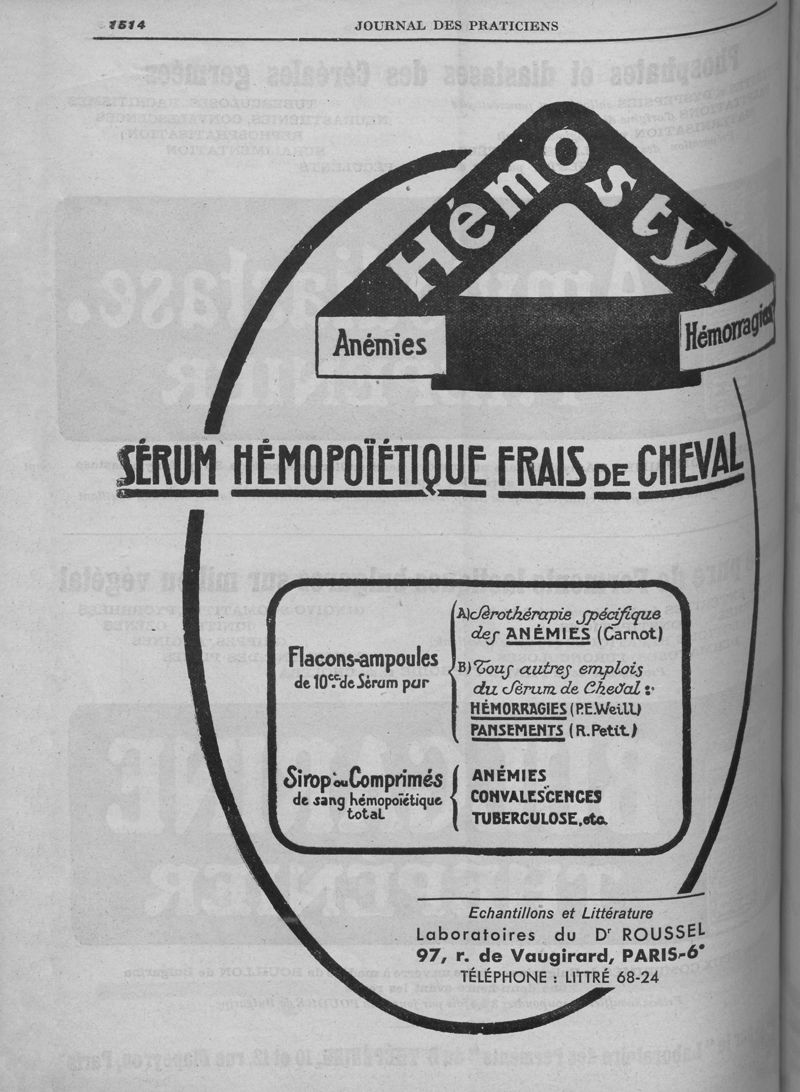 1514
JOURNAL DES PRATICIENS
Hémostyl
Anémies
Hémorragies
SÉRUM HÉMOPOÏÉTIQUE FRAIS DE CHEVAL
Flacons-ampoules
de 10cc. de Sérum pur
A) Sérothérapie spécifique
des ANÉMIES (Carnot)
B) Tous autres emplois
du Sérum de Cheval :
HÉMORRAGIES (P.E. Weill)
PANSEMENTS (R. Petit)
Sirop ou Comprimés
de sang hémopoïétique
total
ANÉMIES
CONVALESCENCES
TUBERCULOSE, etc.
Echantillons et Littérature
Laboratoires du Dr ROUSSEL
97, r. de Vaugirard, PARIS-6e
TÉLÉPHONE : LITTRÉ 68-24